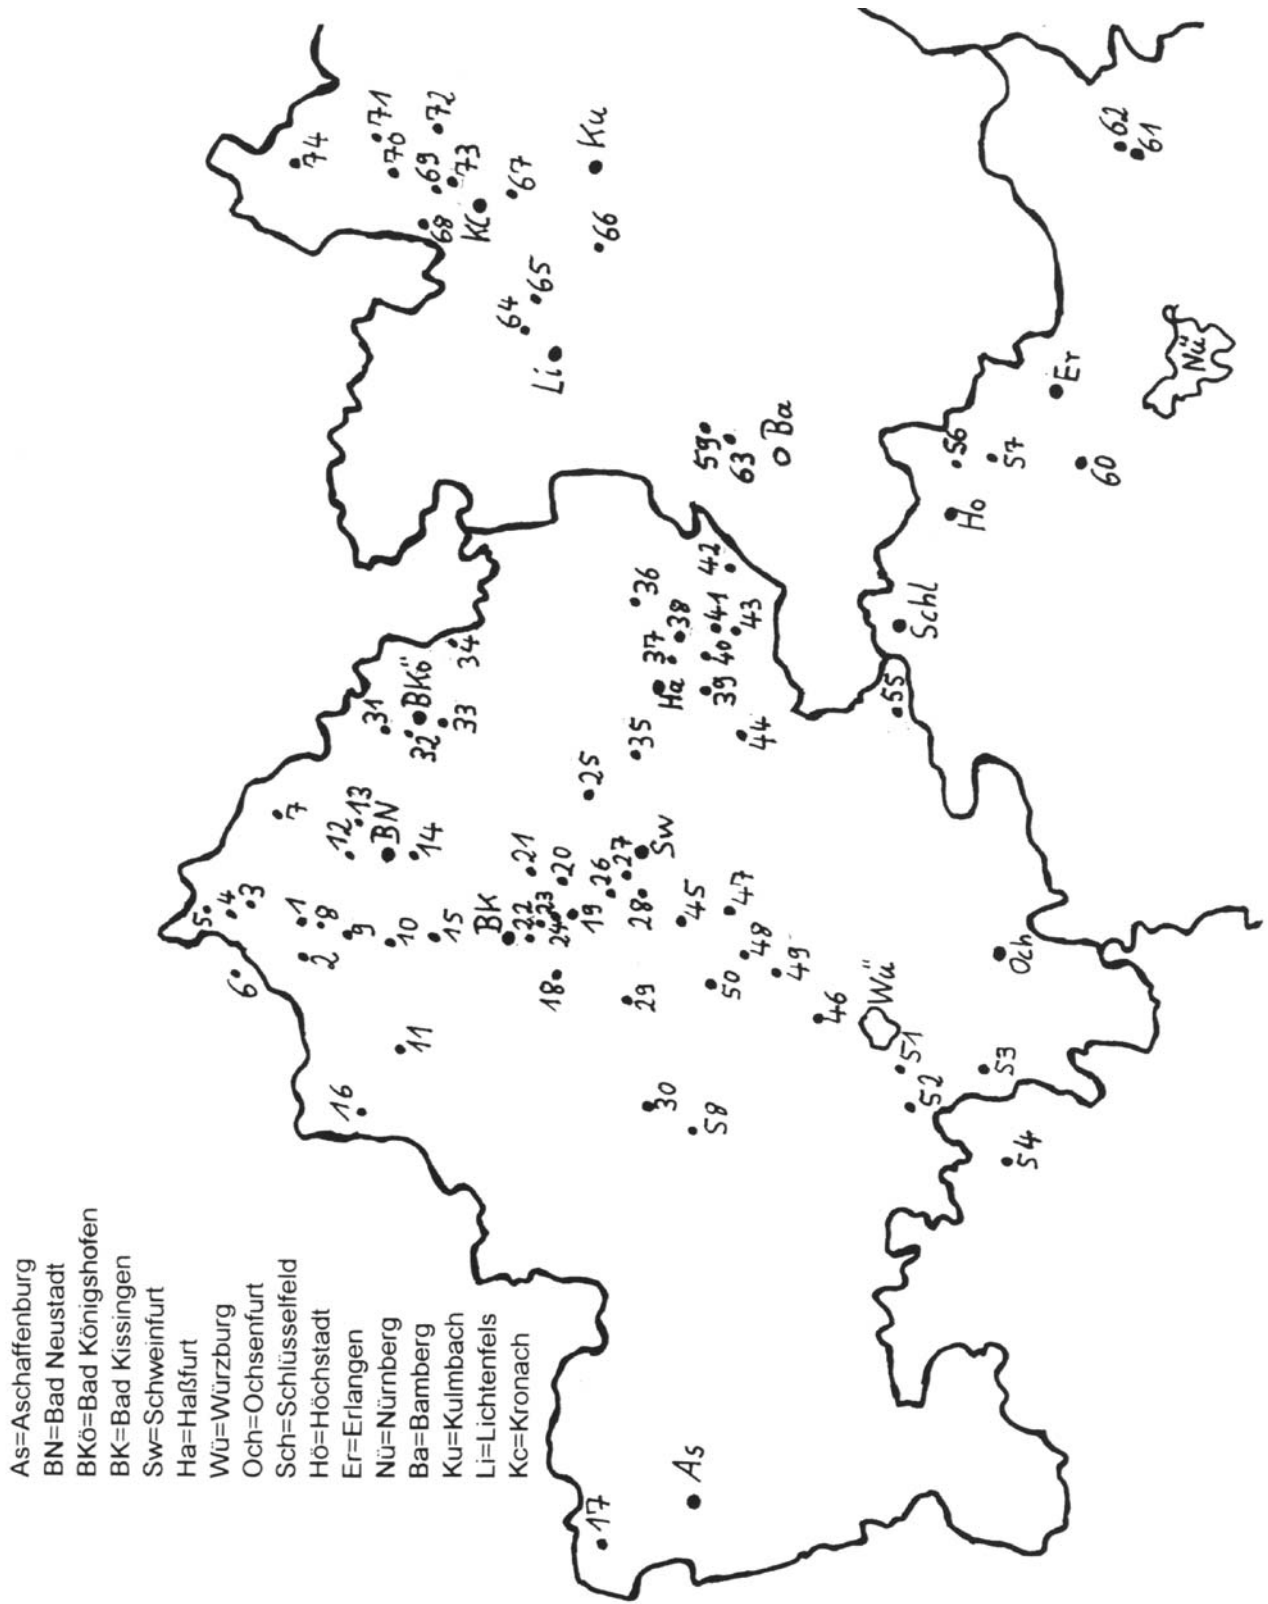 As=Aschaffenburg
BN=Bad Neustadt
BKö=Bad Königshofen
BK=Bad Kissingen
Sw=Schweinfurt
Ha=Haßfurt
Wü=Würzburg
Och=Ochsenfurt
Sch=Schlüsselfeld
Hö=Höchstadt
Er=Erlangen
Nü=Nürnberg
Ba=Bamberg
Ku=Kulmbach
Li=Lichtenfels
Kc=Kronach
5
4
6
3
7
1
74
2
8
16
12
9
13
31
71
BN
70
10
11
BKö
14
32
69
68
72
15
33
34
73
KC
BK
64
22
67
21
23
65
Li
18
24
20
25
19
Ku
17
26
66
27
28
35
29
36
37
Sw
30
Ha
38
As
45
59
42
58
39
40
41
50
47
63
43
48
44
Ba
49
46
Wü
55
51
Schl
52
56
Ho
53
57
Och
54
Er
60
62
61
Nü